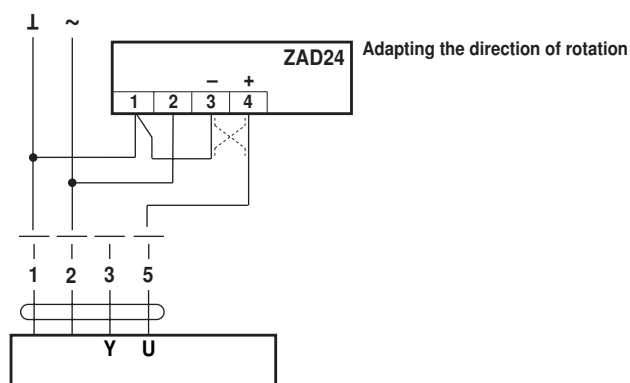 ⊥ ~
ZAD24
Adapting the direction of rotation
– +
1 2 3 4
1 2 3 5
Y U